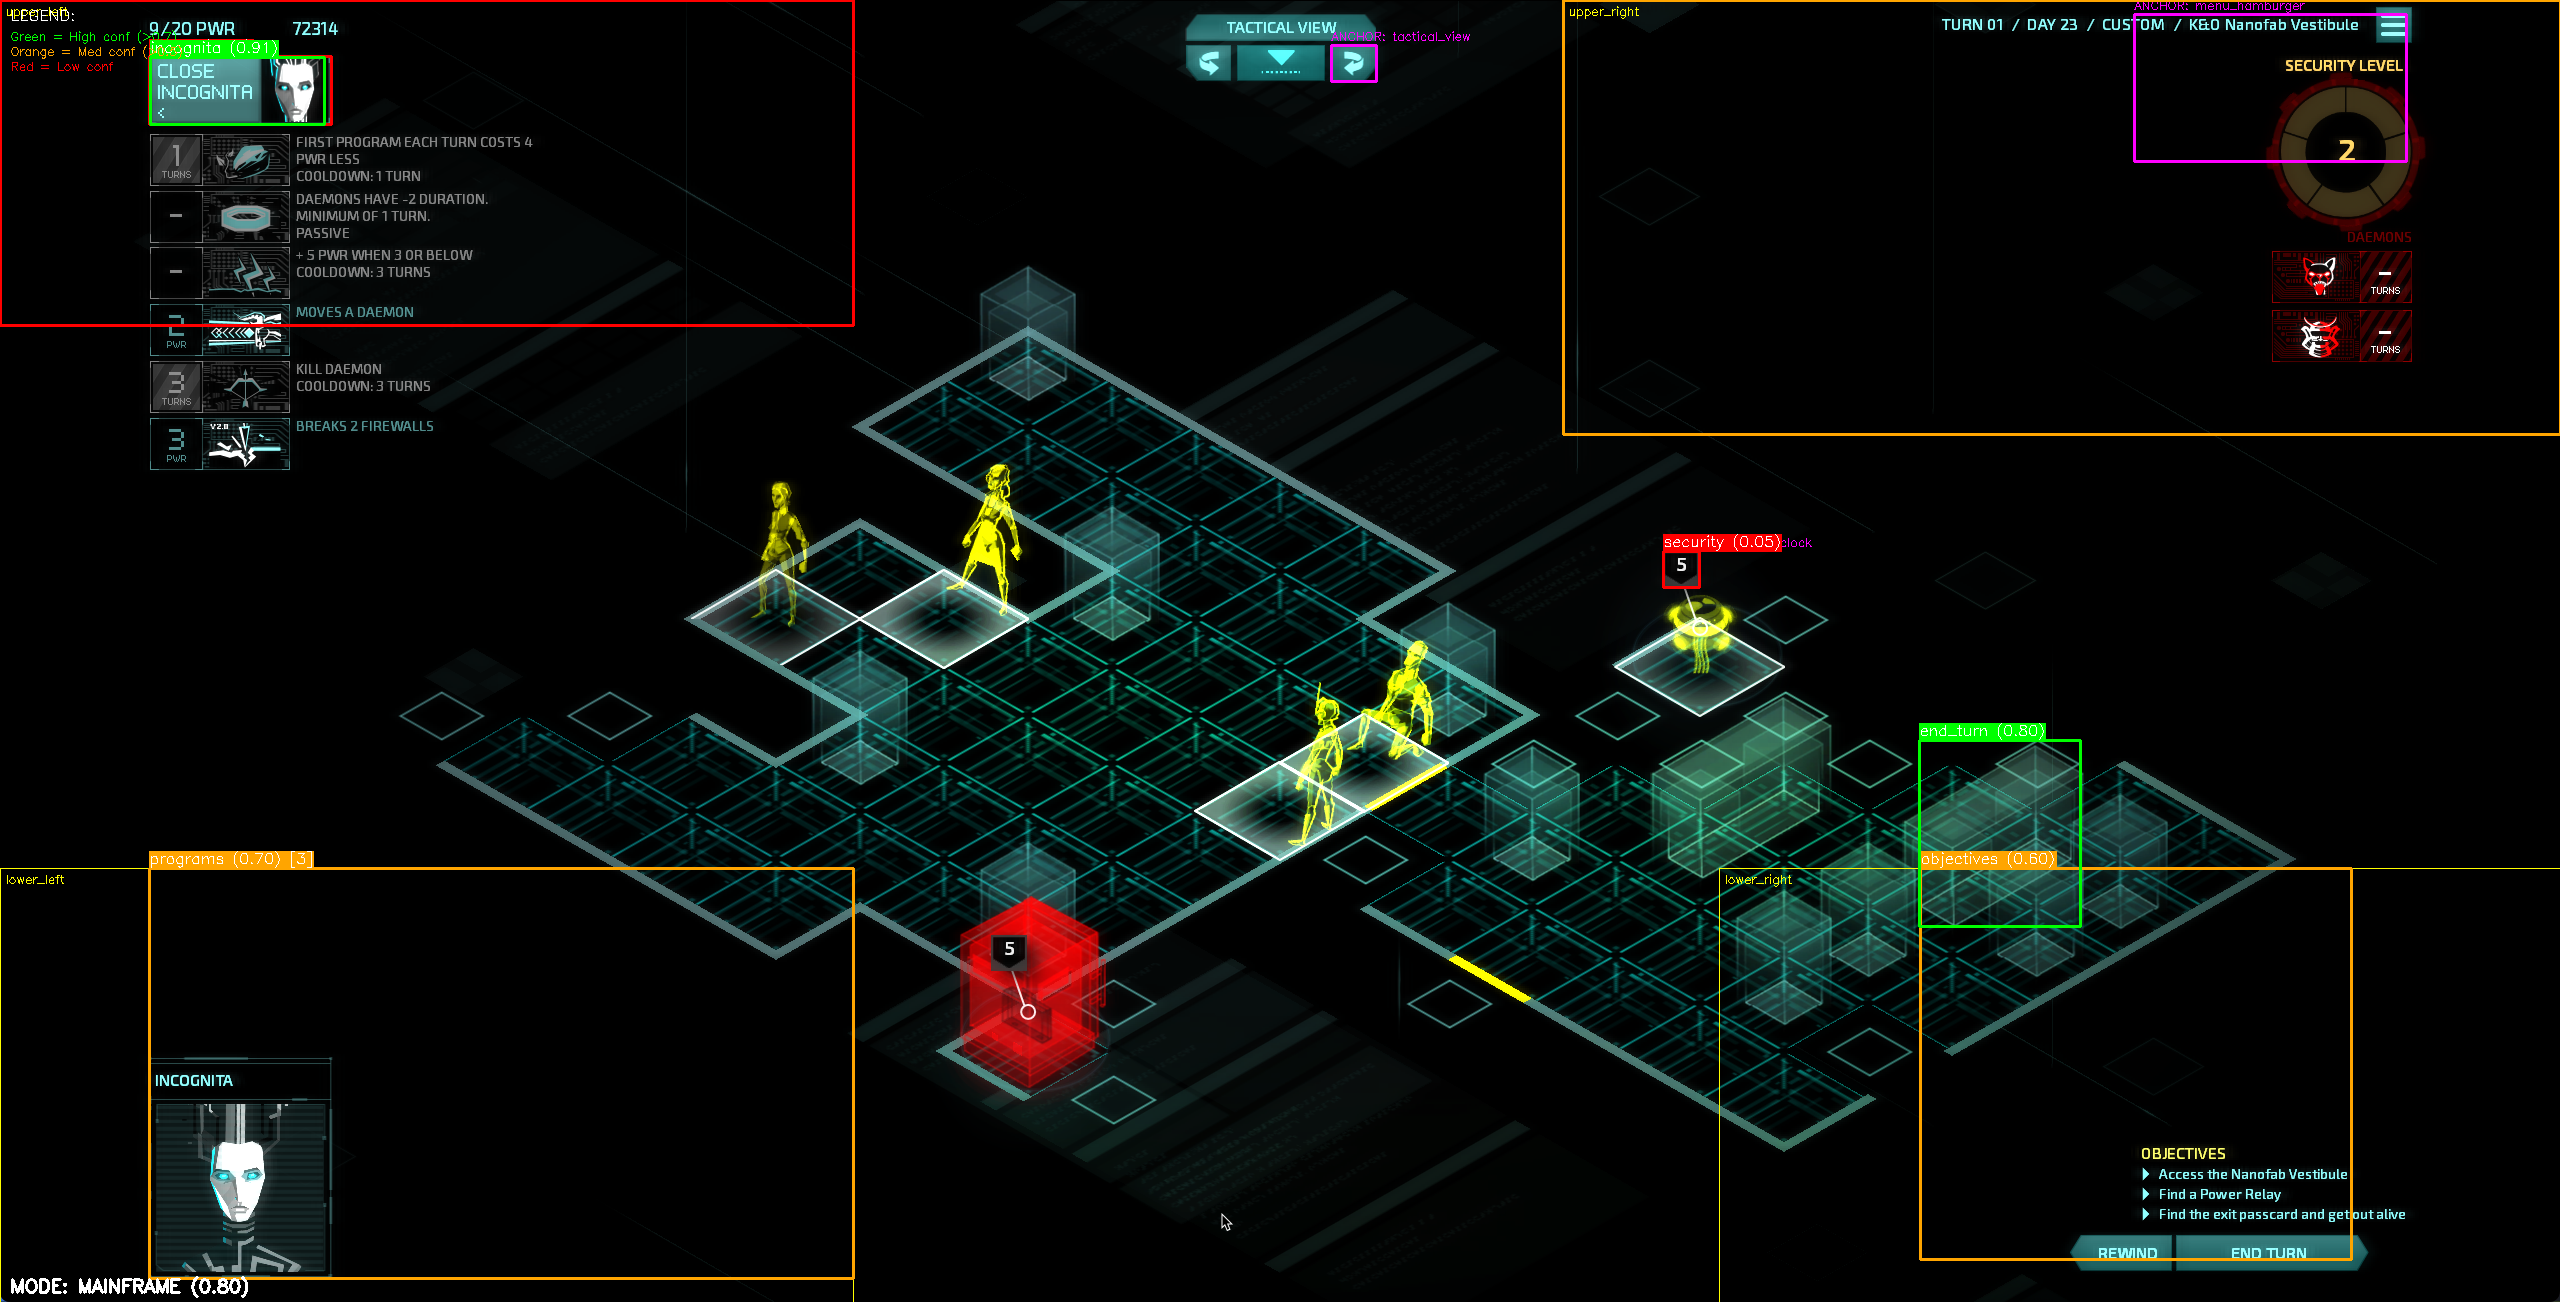 upper_left
LEGEND:
9/20 PWR
72314
Green = High conf (>0.7)
Orange = Med conf (
Red = Low conf
incognita (0.91)
CLOSE
INCOGNITA
<
1
TURNS
FIRST PROGRAM EACH TURN COSTS 4
PWR LESS
COOLDOWN: 1 TURN
-
DAEMONS HAVE -2 DURATION.
MINIMUM OF 1 TURN.
PASSIVE
-
+ 5 PWR WHEN 3 OR BELOW
COOLDOWN: 3 TURNS
2
PWR
MOVES A DAEMON
3
TURNS
KILL DAEMON
COOLDOWN: 3 TURNS
3
PWR
V2.0
BREAKS 2 FIREWALLS
TACTICAL VIEW
ANCHOR: tactical_view
upper_right
ANCHOR: menu_hamburger
TURN 01 / DAY 23 / CUSTOM / K&O Nanofab Vestibule
SECURITY LEVEL
2
DAEMONS
-
TURNS
-
TURNS
security (0.05)
clock
5
end_turn (0.80)
programs (0.70) [3]
objectives (0.60)
lower_left
lower_right
5
INCOGNITA
OBJECTIVES
Access the Nanofab Vestibule
Find a Power Relay
Find the exit passcard and get out alive
REWIND
END TURN
MODE: MAINFRAME (0.80)